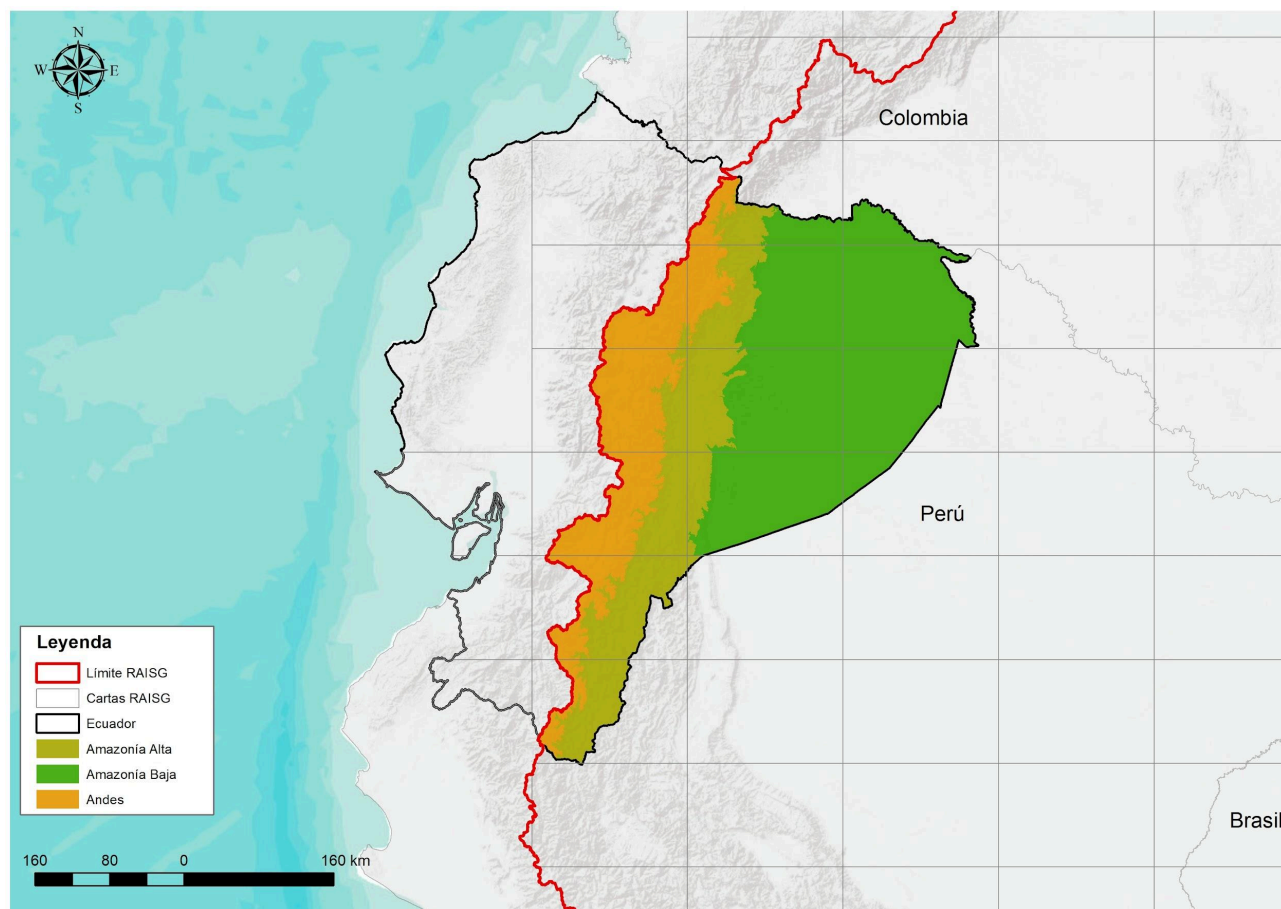 N
W E
S
Colombia
Perú
Brasil
Leyenda
Límite RAISG
Cartas RAISG
Ecuador
Amazonía Alta
Amazonía Baja
Andes
160 80 0 160 km